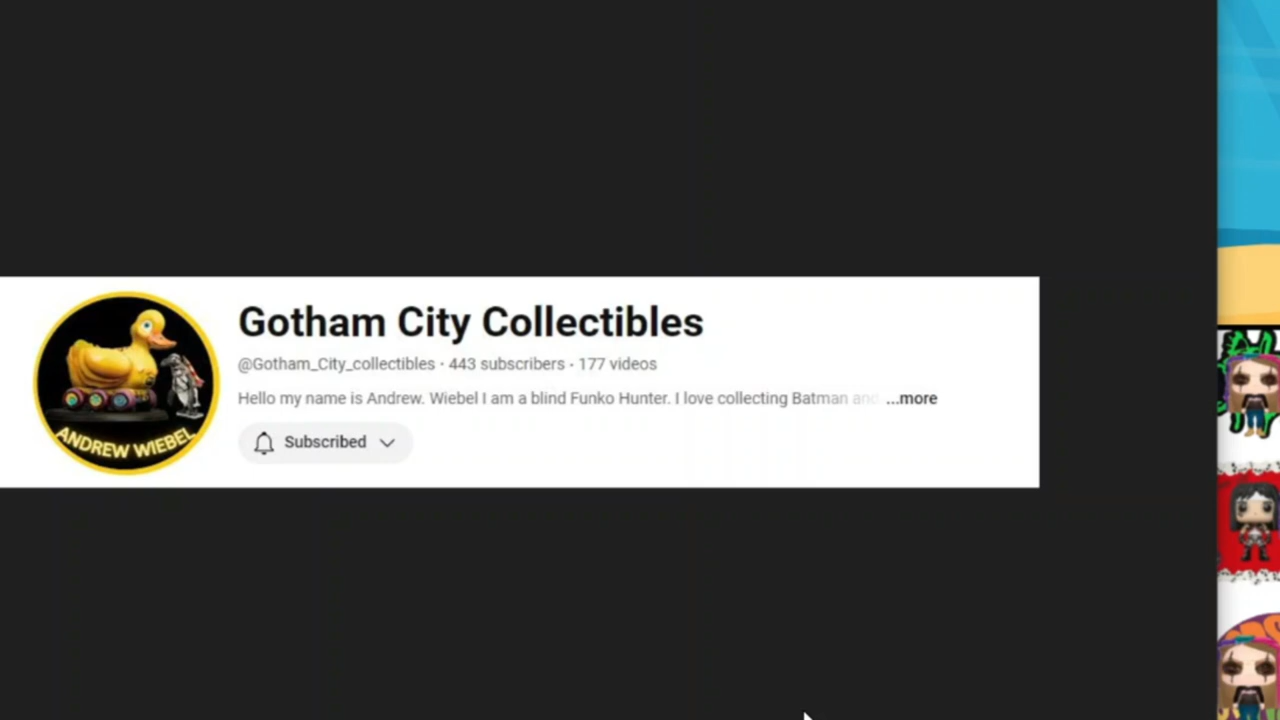 Gotham City Collectibles
@Gotham_City_collectibles · 443 subscribers · 177 videos
Hello my name is Andrew. Wiebel I am a blind Funko Hunter. I love collecting Batman and ...more
Subscribed
ANDREW WIEBEL